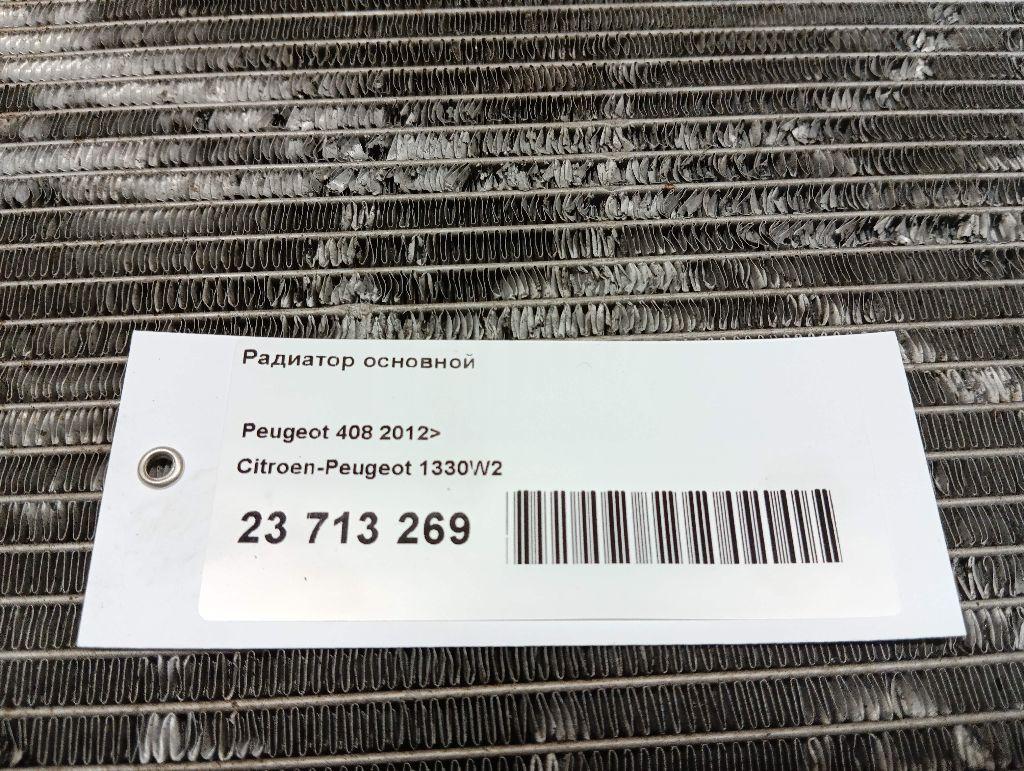 Радиатор основной
Peugeot 408 2012>
Citroen-Peugeot 1330W2
23 713 269